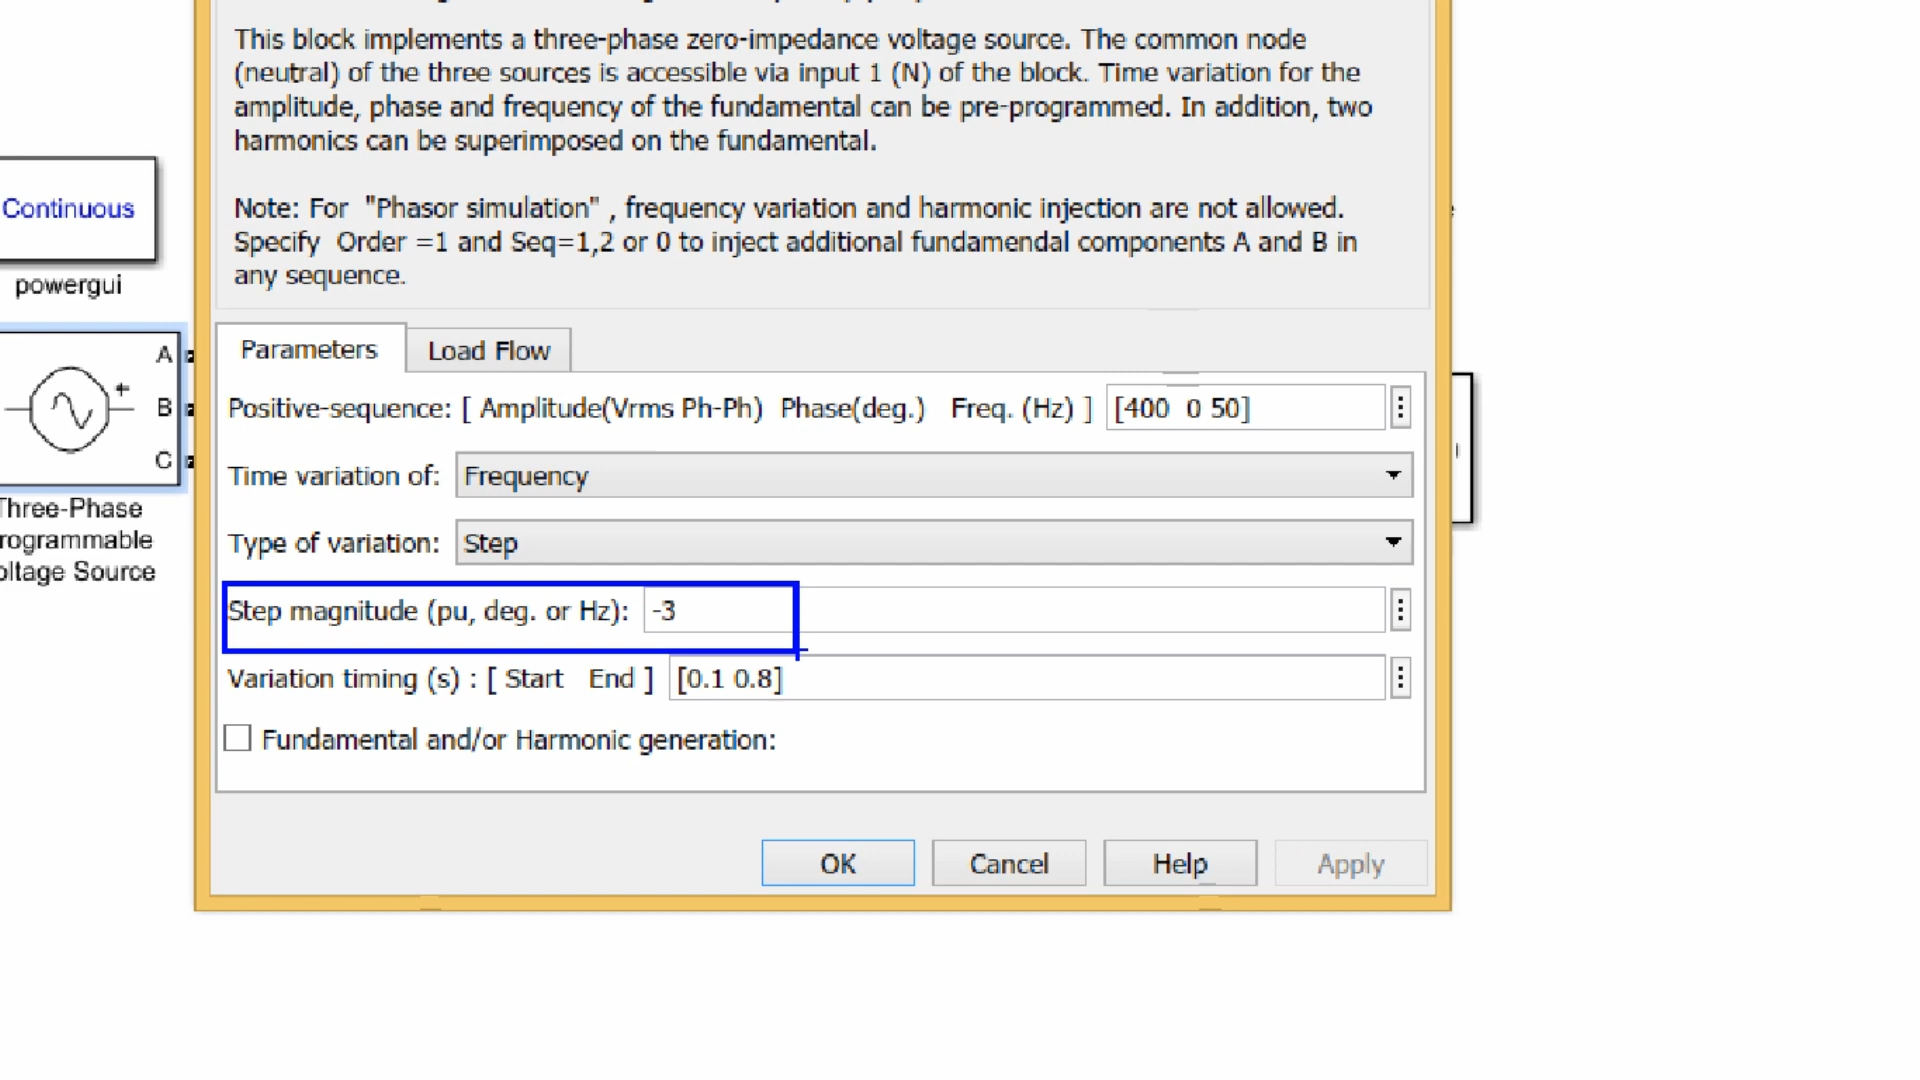 This block implements a three-phase zero-impedance voltage source. The common node
(neutral) of the three sources is accessible via input 1 (N) of the block. Time variation for the
amplitude, phase and frequency of the fundamental can be pre-programmed. In addition, two
harmonics can be superimposed on the fundamental.
Note: For "Phasor simulation" , frequency variation and harmonic injection are not allowed.
Specify Order =1 and Seq=1,2 or 0 to inject additional fundamendal components A and B in
any sequence.
Continuous
powergui
A
B
C
Three-Phase
rogrammable
oltage Source
Parameters
Load Flow
Positive-sequence: [ Amplitude(Vrms Ph-Ph) Phase(deg.) Freq. (Hz) ] [400 0 50]
Time variation of: Frequency
Type of variation: Step
Step magnitude (pu, deg. or Hz): -3
Variation timing (s) : [ Start End ] [0.1 0.8]
Fundamental and/or Harmonic generation:
OK
Cancel
Help
Apply